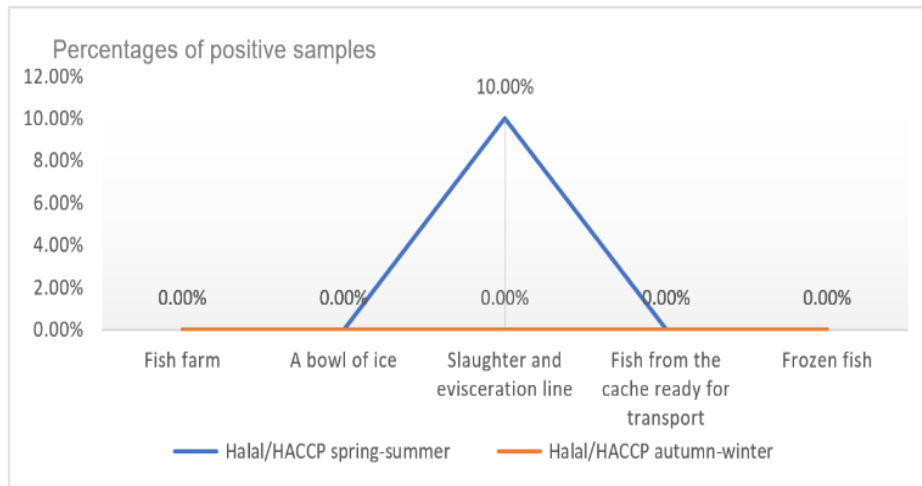 Percentages of positive samples
12.00%
10.00%
10.00%
8.00%
6.00%
4.00%
2.00%
0.00%
0.00%
0.00%
0.00%
0.00%
0.00%
Fish farm
A bowl of ice
Slaughter and
evisceration line
Fish from the
cache ready for
transport
Frozen fish
Halal/HACCP spring-summer
Halal/HACCP autumn-winter